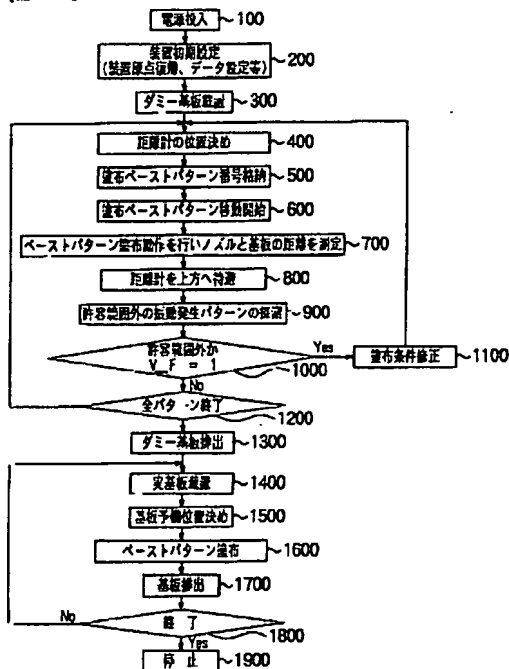 電源投入 100
装置初期設定
(装置原点復帰、データ設定等) 200
ダミー基板搭載 300
距離計の位置決め 400
塗布ペーストパターン番号格納 500
塗布ペーストパターン移動開始 600
ペーストパターン塗布動作を行いノズルと基板の距離を測定 700
距離計を上方へ待避 800
許容範囲外の振動発生パターンの探索 900
許容範囲外か Yes
V_F = 1 1000
塗布条件修正 1100
No
全パターン終了 1200
ダミー基板排出 1300
実基板搭載 1400
基板予備位置決め 1500
ペーストパターン塗布 1600
基板排出 1700
No 終 了 1800
Yes
停 止 1900